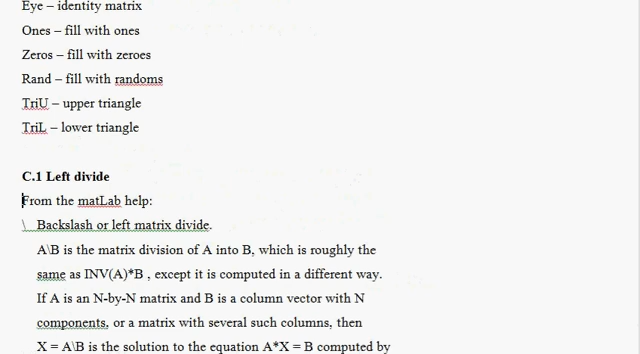 Eye – identity matrix
Ones – fill with ones
Zeros – fill with zeroes
Rand – fill with randoms
TriU – upper triangle
TriL – lower triangle
C.1 Left divide
From the matLab help:
\ Backslash or left matrix divide.
A\B is the matrix division of A into B, which is roughly the
same as INV(A)*B , except it is computed in a different way.
If A is an N-by-N matrix and B is a column vector with N
components, or a matrix with several such columns, then
X = A\B is the solution to the equation A*X = B computed by